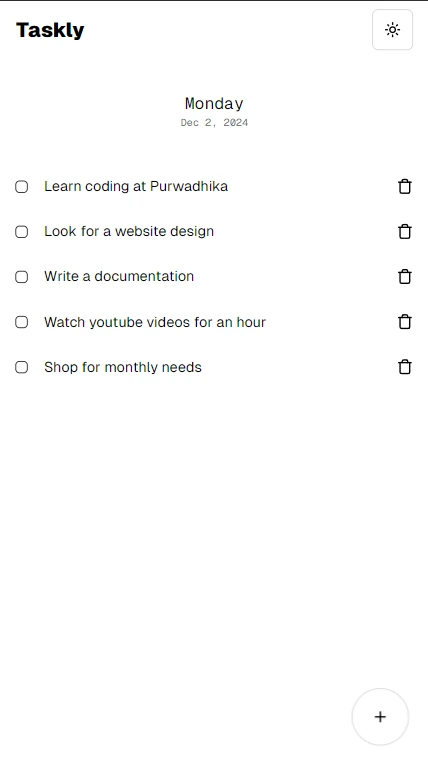 Taskly
Monday
Dec 2, 2024
Learn coding at Purwadhika
Look for a website design
Write a documentation
Watch youtube videos for an hour
Shop for monthly needs
+